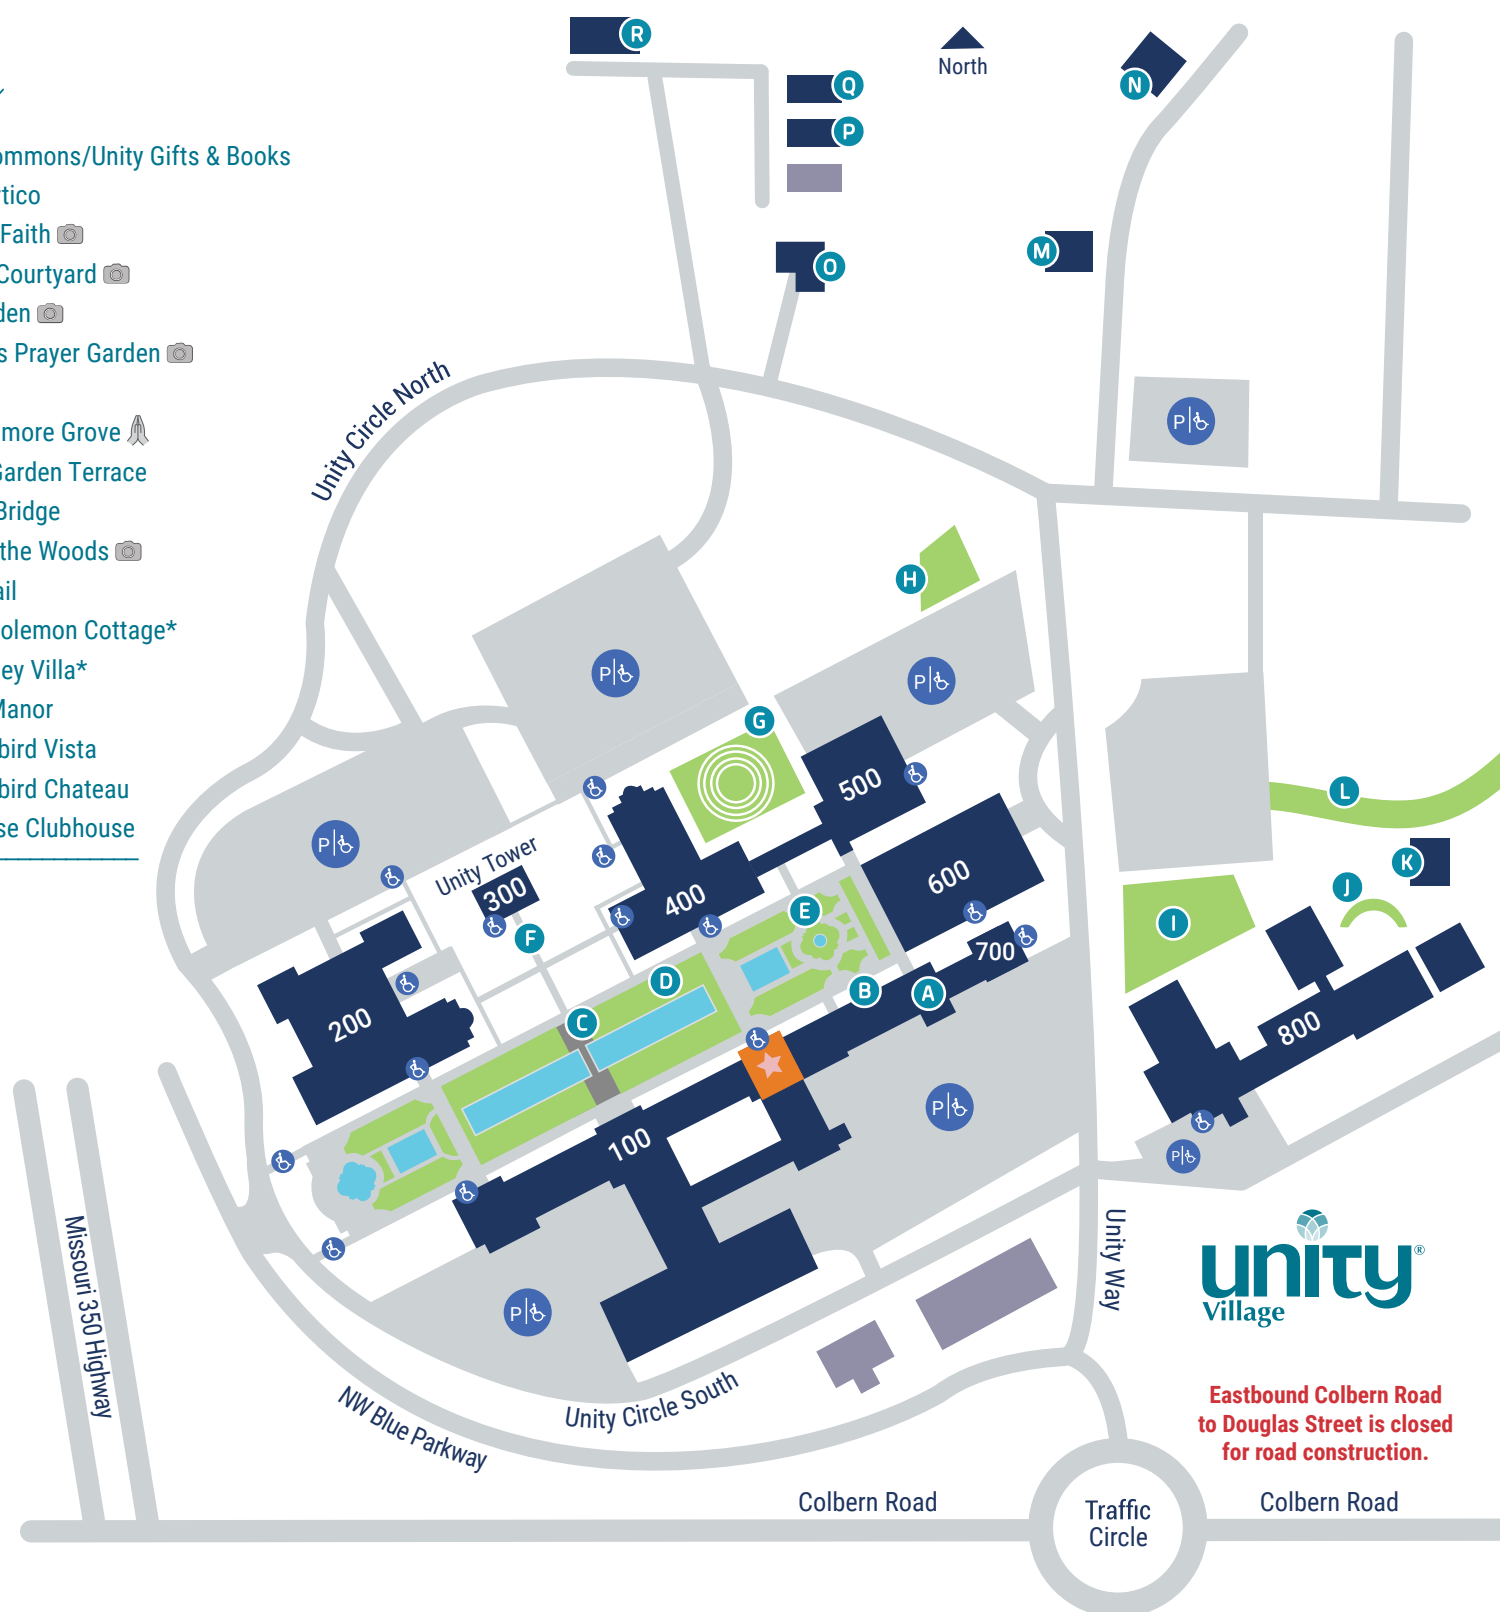 ommons/Unity Gifts & Books
rtico
Faith
Courtyard
den
s Prayer Garden
more Grove
Garden Terrace
Bridge
the Woods
ail
olemon Cottage*
ey Villa*
Manor
bird Vista
bird Chateau
se Clubhouse
R
Q
P
North
N
O
M
Unity Circle North
P
H
P
P
G
500
L
P
Unity Tower
300
400
600
K
J
E
I
F
700
D
B
A
C
200
800
100
P
P
P
Missouri 350 Highway
NW Blue Parkway
Unity Circle South
Unity Way
unity®
Village
Eastbound Colbern Road
to Douglas Street is closed
for road construction.
Colbern Road
Traffic
Circle
Colbern Road